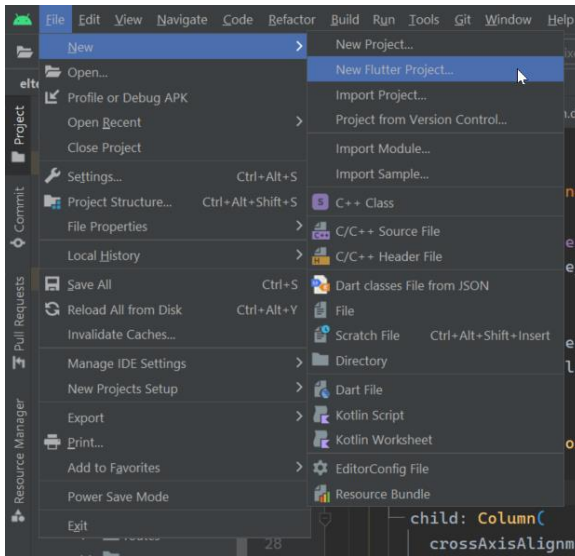 File Edit View Navigate Code Refactor Build Run Tools Git Window Help
New
Open...
Profile or Debug APK
Open Recent
Close Project
Settings... Ctrl+Alt+S
Project Structure... Ctrl+Alt+Shift+S
File Properties
Local History
Save All Ctrl+S
Reload All from Disk Ctrl+Alt+Y
Invalidate Caches...
Manage IDE Settings
New Projects Setup
Export
Print...
Add to Favorites
Power Save Mode
Exit
New Project...
New Flutter Project...
Import Project...
Project from Version Control...
Import Module...
Import Sample...
C++ Class
C/C++ Source File
C/C++ Header File
Dart classes File from JSON
File
Scratch File Ctrl+Alt+Shift+Insert
Directory
Dart File
Kotlin Script
Kotlin Worksheet
EditorConfig File
Resource Bundle
elte
Project
Commit
Pull Requests
Resource Manager
child: Column(
28 crossAxisAlignm